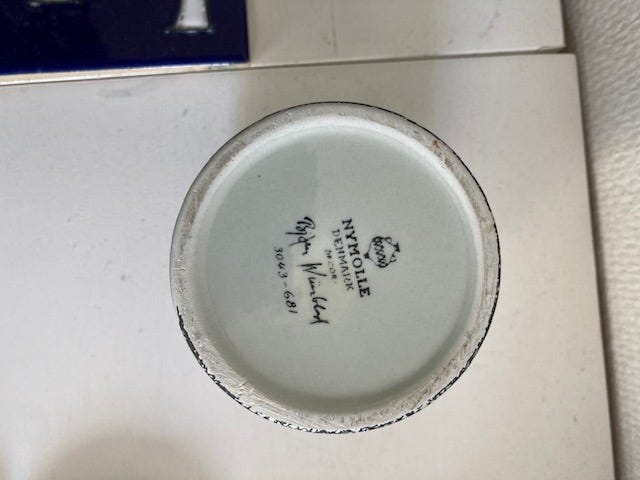 NYMOLLE
DENMARK
DECOR.
Bjørn Wiinblad
3043-681